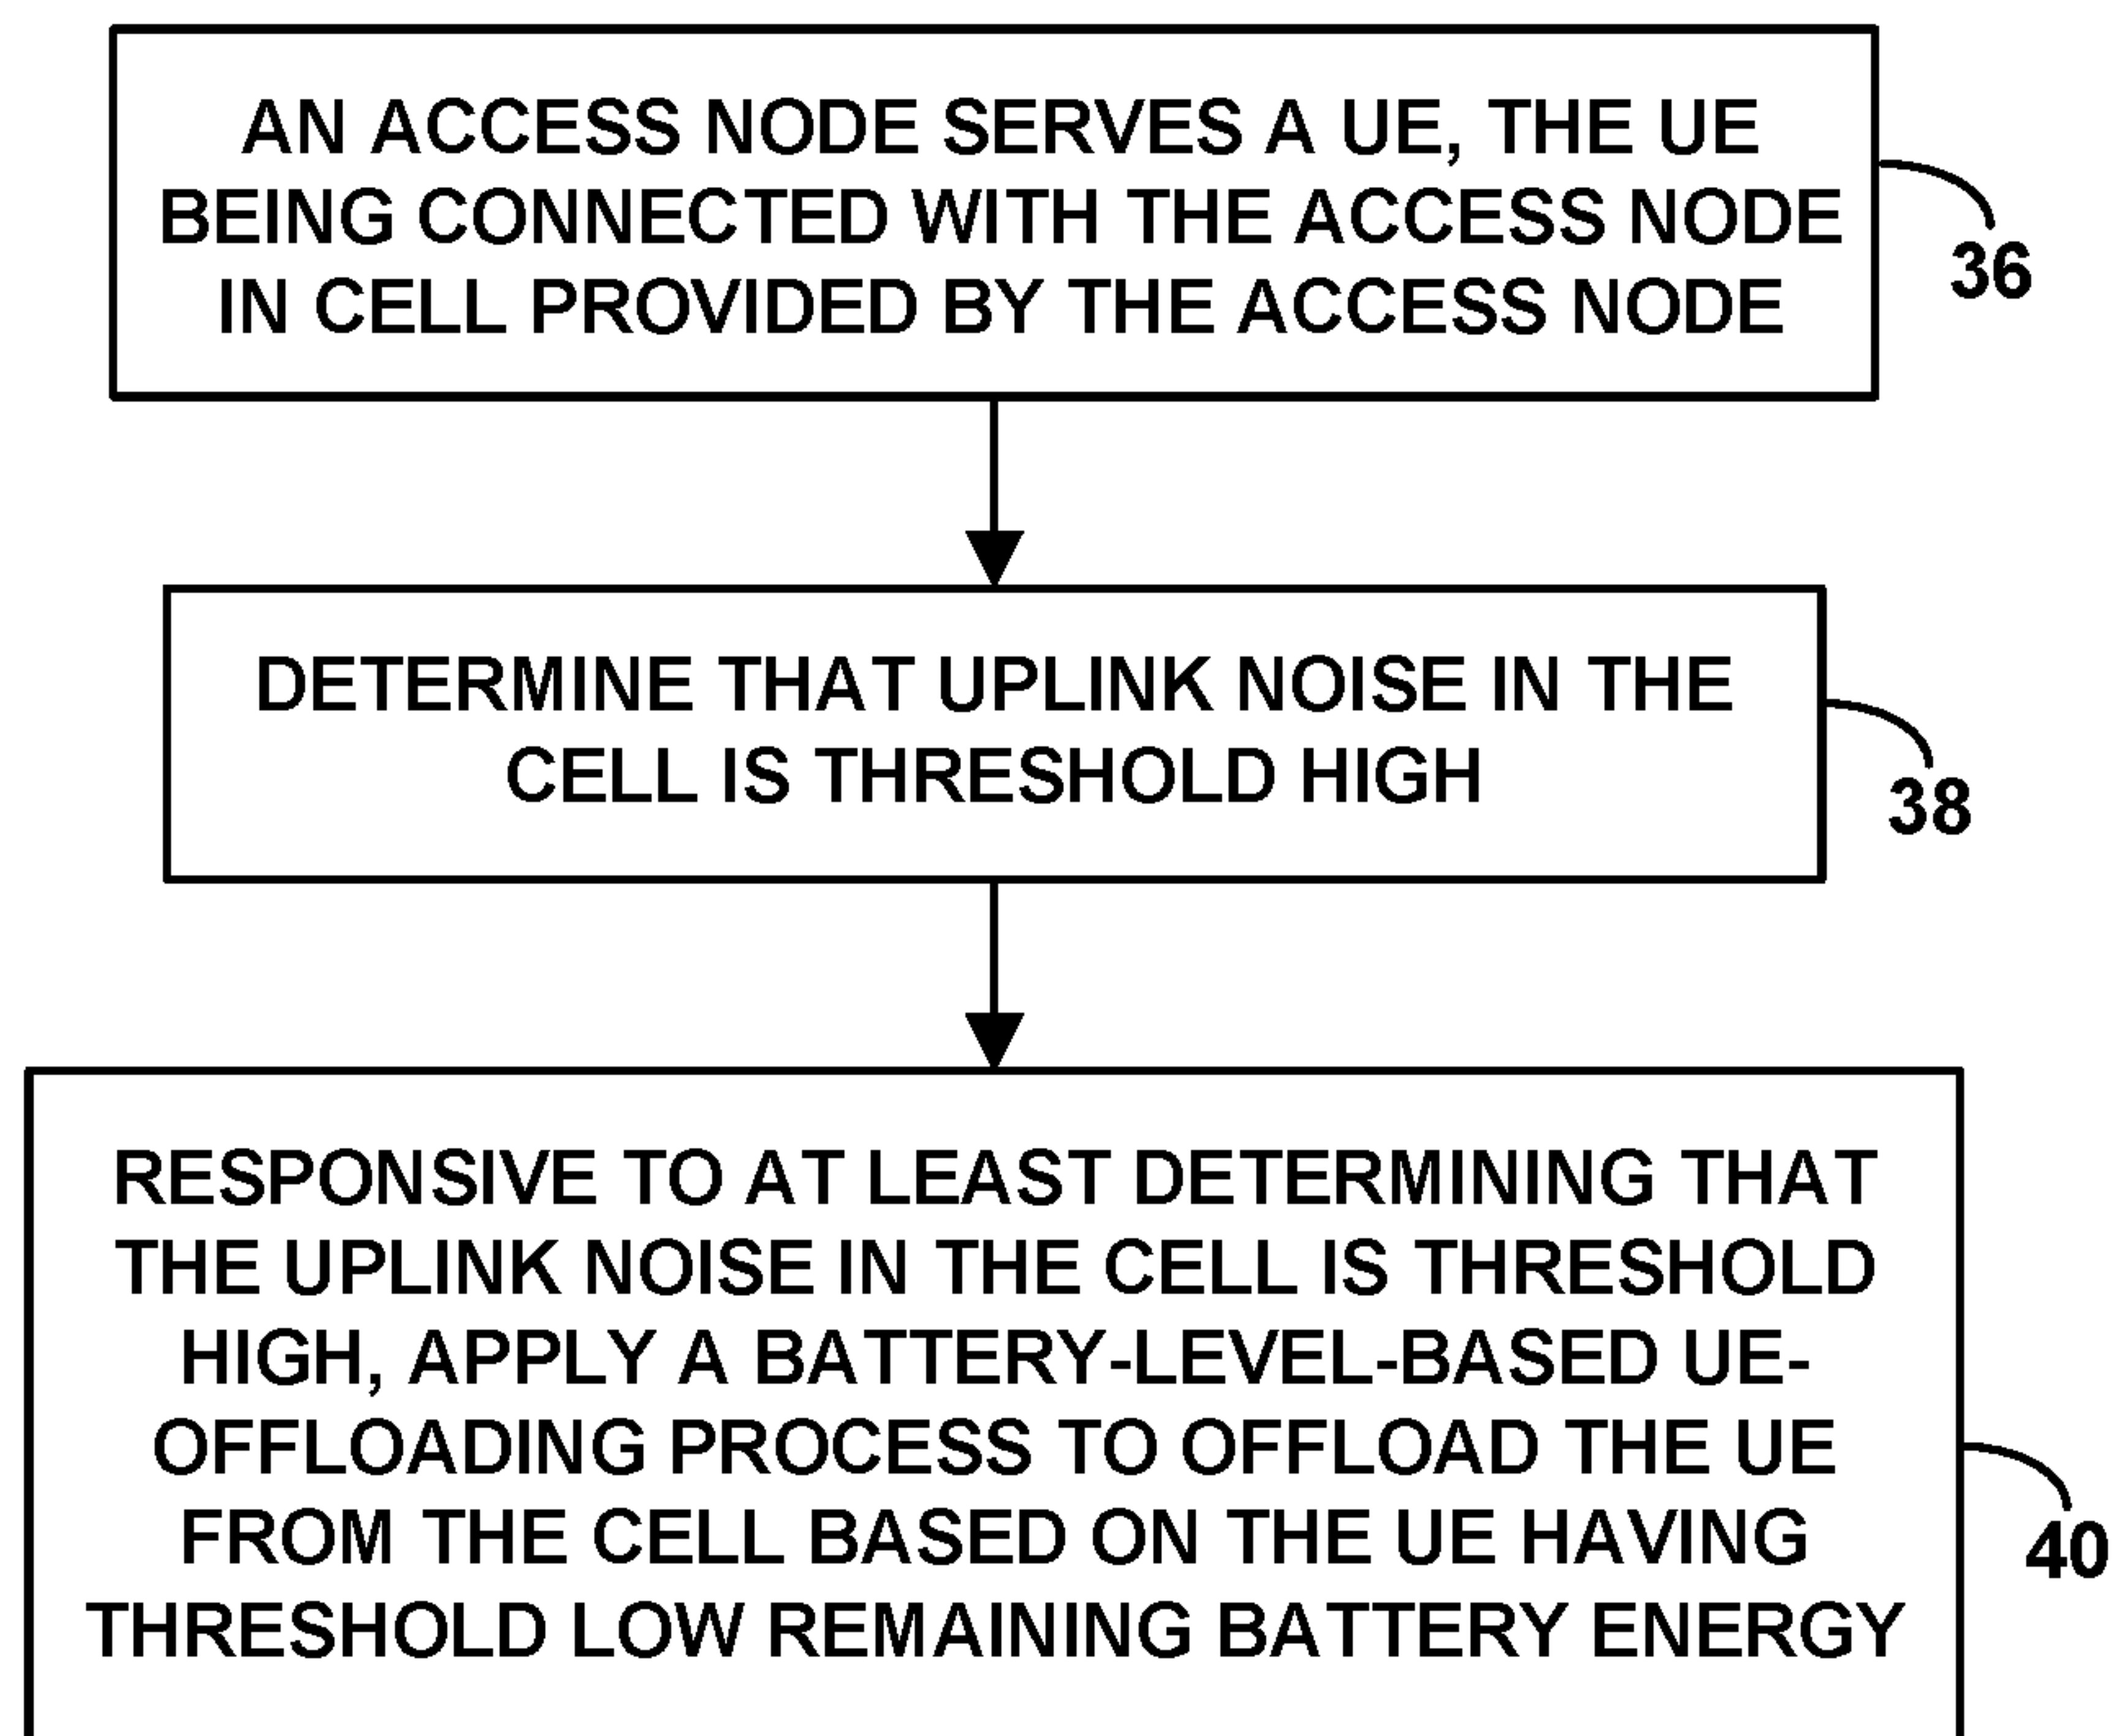 AN ACCESS NODE SERVES A UE, THE UE
BEING CONNECTED WITH THE ACCESS NODE
IN CELL PROVIDED BY THE ACCESS NODE
36
DETERMINE THAT UPLINK NOISE IN THE
CELL IS THRESHOLD HIGH
38
RESPONSIVE TO AT LEAST DETERMINING THAT
THE UPLINK NOISE IN THE CELL IS THRESHOLD
HIGH, APPLY A BATTERY-LEVEL-BASED UE-
OFFLOADING PROCESS TO OFFLOAD THE UE
FROM THE CELL BASED ON THE UE HAVING
THRESHOLD LOW REMAINING BATTERY ENERGY
40